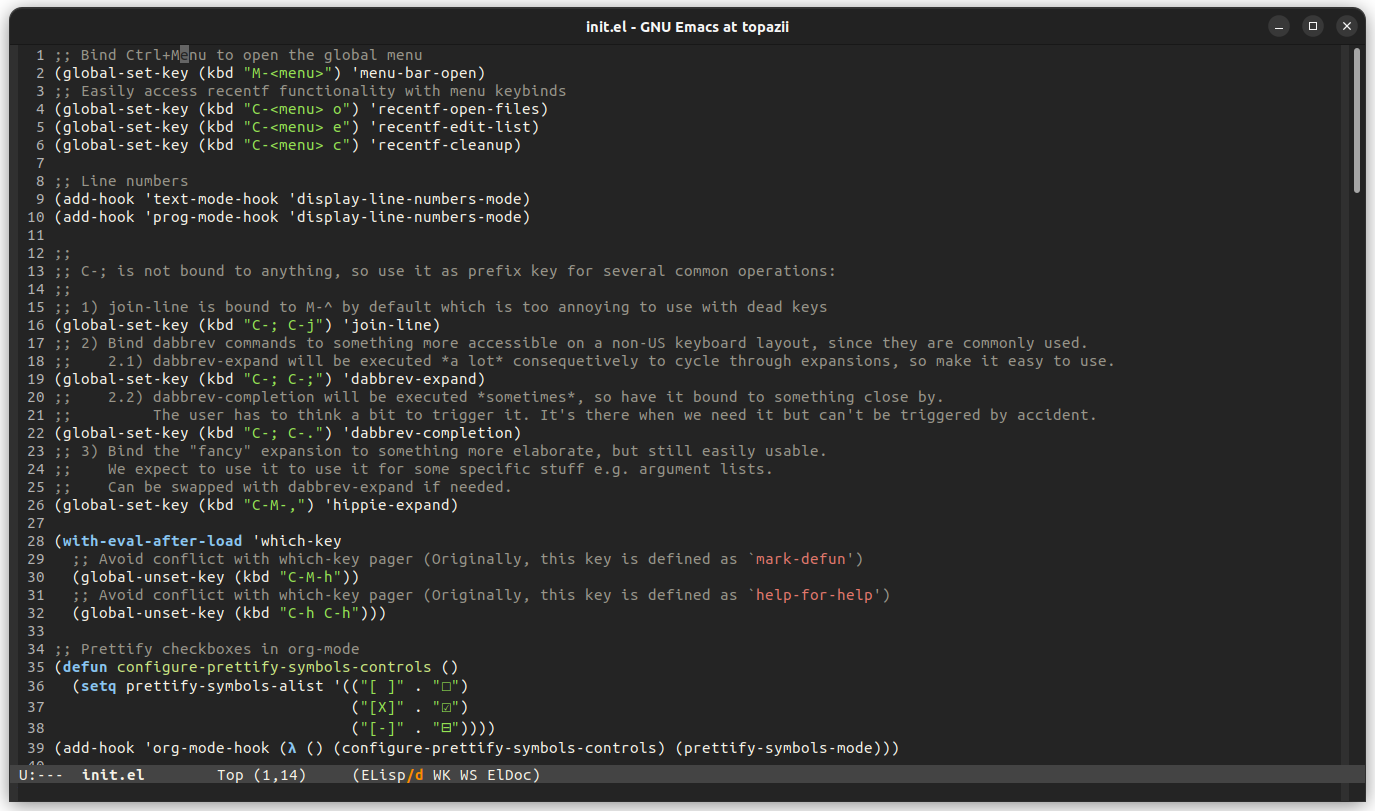 init.el - GNU Emacs at topazii
1 ;; Bind Ctrl+Menu to open the global menu
2 (global-set-key (kbd "M-<menu>") 'menu-bar-open)
3 ;; Easily access recentf functionality with menu keybinds
4 (global-set-key (kbd "C-<menu> o") 'recentf-open-files)
5 (global-set-key (kbd "C-<menu> e") 'recentf-edit-list)
6 (global-set-key (kbd "C-<menu> c") 'recentf-cleanup)
7
8 ;; Line numbers
9 (add-hook 'text-mode-hook 'display-line-numbers-mode)
10 (add-hook 'prog-mode-hook 'display-line-numbers-mode)
11
12 ;;
13 ;; C-; is not bound to anything, so use it as prefix key for several common operations:
14 ;;
15 ;; 1) join-line is bound to M-^ by default which is too annoying to use with dead keys
16 (global-set-key (kbd "C-; C-j") 'join-line)
17 ;; 2) Bind dabbrev commands to something more accessible on a non-US keyboard layout, since they are commonly used.
18 ;;    2.1) dabbrev-expand will be executed *a lot* consequetively to cycle through expansions, so make it easy to use.
19 (global-set-key (kbd "C-; C-;") 'dabbrev-expand)
20 ;;    2.2) dabbrev-completion will be executed *sometimes*, so have it bound to something close by.
21 ;;         The user has to think a bit to trigger it. It's there when we need it but can't be triggered by accident.
22 (global-set-key (kbd "C-; C-.") 'dabbrev-completion)
23 ;; 3) Bind the "fancy" expansion to something more elaborate, but still easily usable.
24 ;;    We expect to use it to use it for some specific stuff e.g. argument lists.
25 ;;    Can be swapped with dabbrev-expand if needed.
26 (global-set-key (kbd "C-M-,") 'hippie-expand)
27
28 (with-eval-after-load 'which-key
29   ;; Avoid conflict with which-key pager (Originally, this key is defined as `mark-defun')
30   (global-unset-key (kbd "C-M-h"))
31   ;; Avoid conflict with which-key pager (Originally, this key is defined as `help-for-help')
32   (global-unset-key (kbd "C-h C-h")))
33
34 ;; Prettify checkboxes in org-mode
35 (defun configure-prettify-symbols-controls ()
36   (setq prettify-symbols-alist '(("[ ]" . "☐")
37                                  ("[X]" . "☑")
38                                  ("[-]" . "⊟"))))
39 (add-hook 'org-mode-hook (λ () (configure-prettify-symbols-controls) (prettify-symbols-mode)))
40
U:---  init.el        Top (1,14)     (ELisp/d WK WS ElDoc)